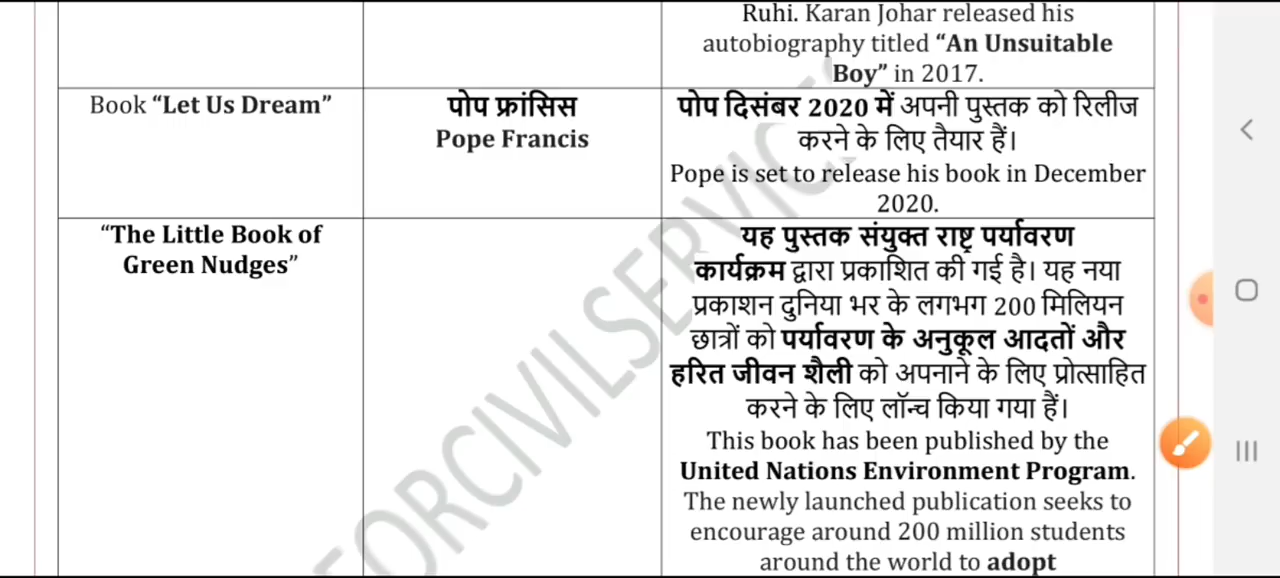 Ruhi. Karan Johar released his
autobiography titled “An Unsuitable
Boy” in 2017.
Book “Let Us Dream”
पोप फ्रांसिस
Pope Francis
पोप दिसंबर 2020 में अपनी पुस्तक को रिलीज
करने के लिए तैयार हैं।
Pope is set to release his book in December
2020.
“The Little Book of
Green Nudges”
यह पुस्तक संयुक्त राष्ट्र पर्यावरण
कार्यक्रम द्वारा प्रकाशित की गई है। यह नया
प्रकाशन दुनिया भर के लगभग 200 मिलियन
छात्रों को पर्यावरण के अनुकूल आदतों और
हरित जीवन शैली को अपनाने के लिए प्रोत्साहित
करने के लिए लॉन्च किया गया हैं।
This book has been published by the
United Nations Environment Program.
The newly launched publication seeks to
encourage around 200 million students
around the world to adopt
FORCIVILSERVICES